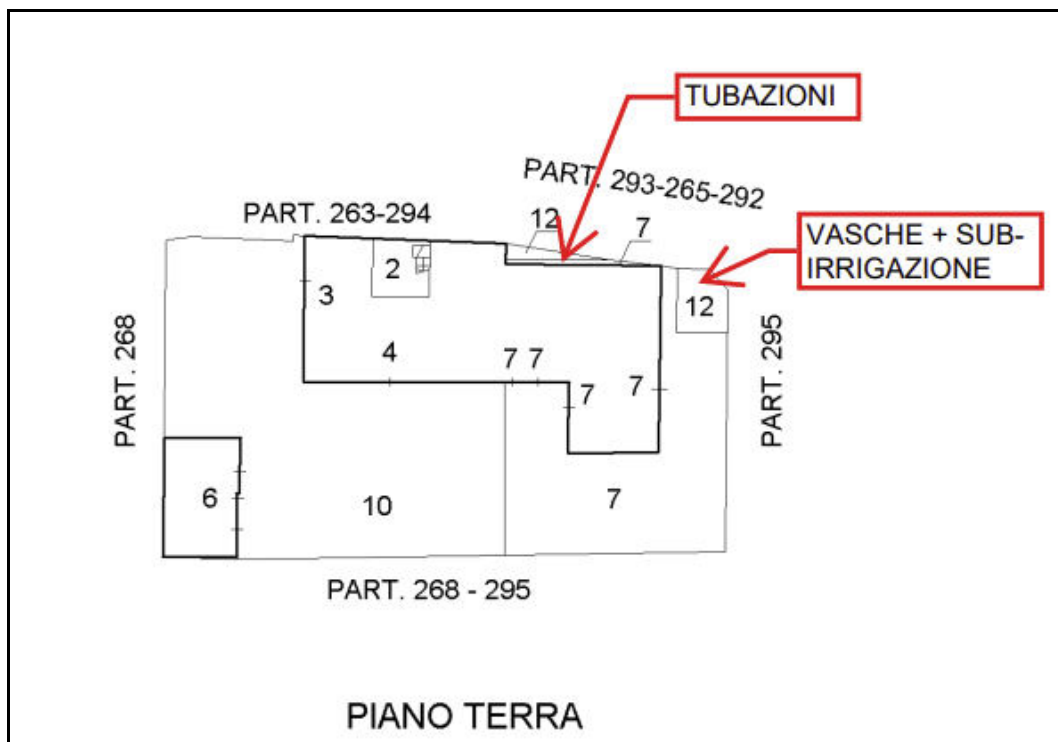 TUBAZIONI
PART. 293-265-292
PART. 263-294
12
7
VASCHE + SUB-
IRRIGAZIONE
2
3
12
PART. 268
4
7 7
7
7
PART. 295
6
10
7
PART. 268 - 295
PIANO TERRA